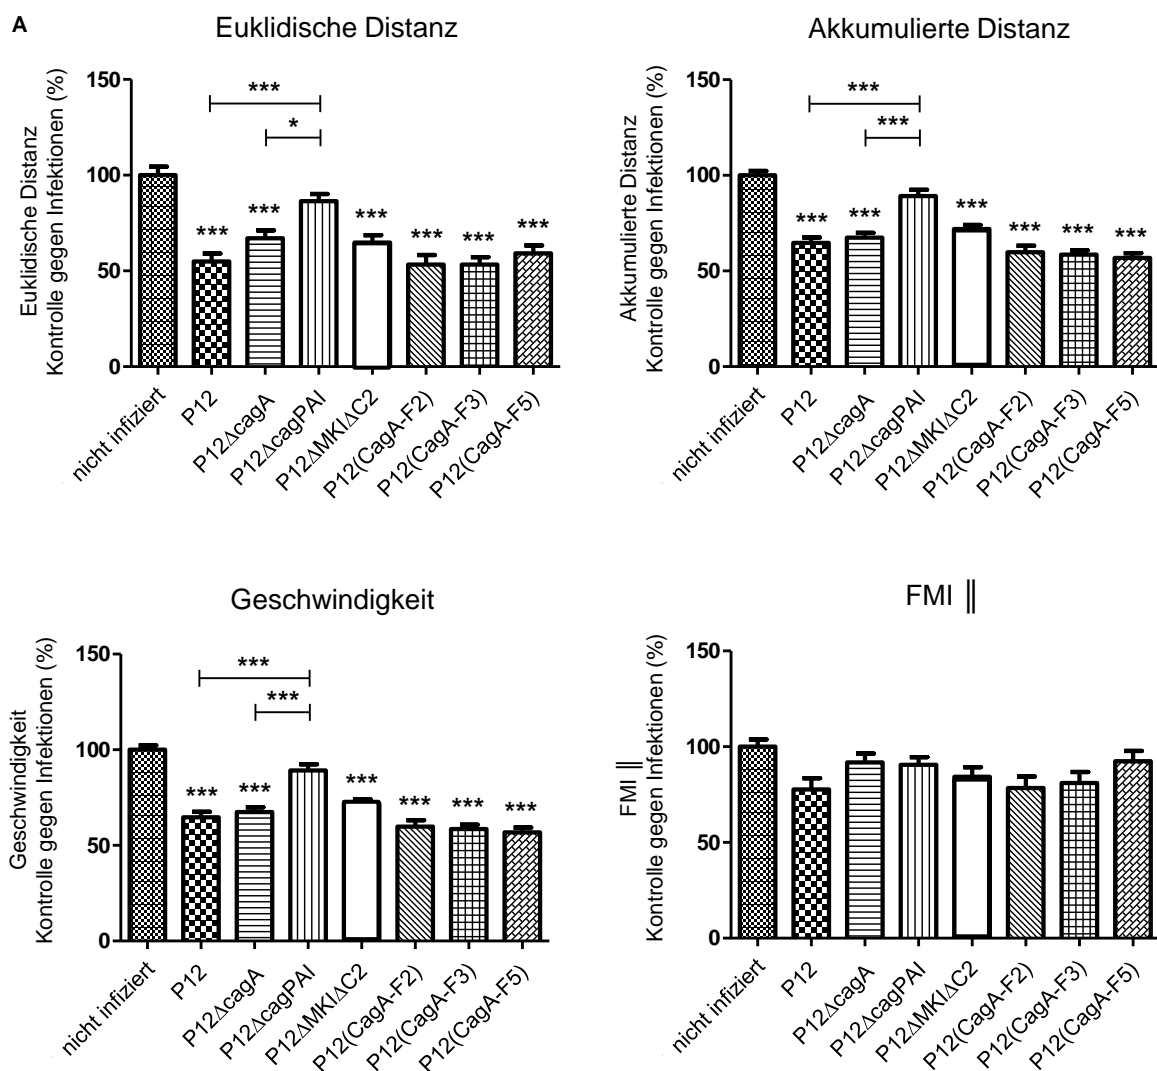 A
Euklidische Distanz
Euklidische Distanz
Kontrolle gegen Infektionen (%)
150
100
50
0
***
*
***
***
***
***
***
***
nicht infiziert
P12
P12ΔcagA
P12ΔcagPAI
P12ΔMKIΔC2
P12(CagA-F2)
P12(CagA-F3)
P12(CagA-F5)
Akkumulierte Distanz
Akkumulierte Distanz
Kontrolle gegen Infektionen (%)
150
100
50
0
***
***
***
***
***
***
***
***
nicht infiziert
P12
P12ΔcagA
P12ΔcagPAI
P12ΔMKIΔC2
P12(CagA-F2)
P12(CagA-F3)
P12(CagA-F5)
Geschwindigkeit
Geschwindigkeit
Kontrolle gegen Infektionen (%)
150
100
50
0
***
***
***
***
***
***
***
***
nicht infiziert
P12
P12ΔcagA
P12ΔcagPAI
P12ΔMKIΔC2
P12(CagA-F2)
P12(CagA-F3)
P12(CagA-F5)
FMI ‖
FMI ‖
Kontrolle gegen Infektionen (%)
150
100
50
0
nicht infiziert
P12
P12ΔcagA
P12ΔcagPAI
P12ΔMKIΔC2
P12(CagA-F2)
P12(CagA-F3)
P12(CagA-F5)